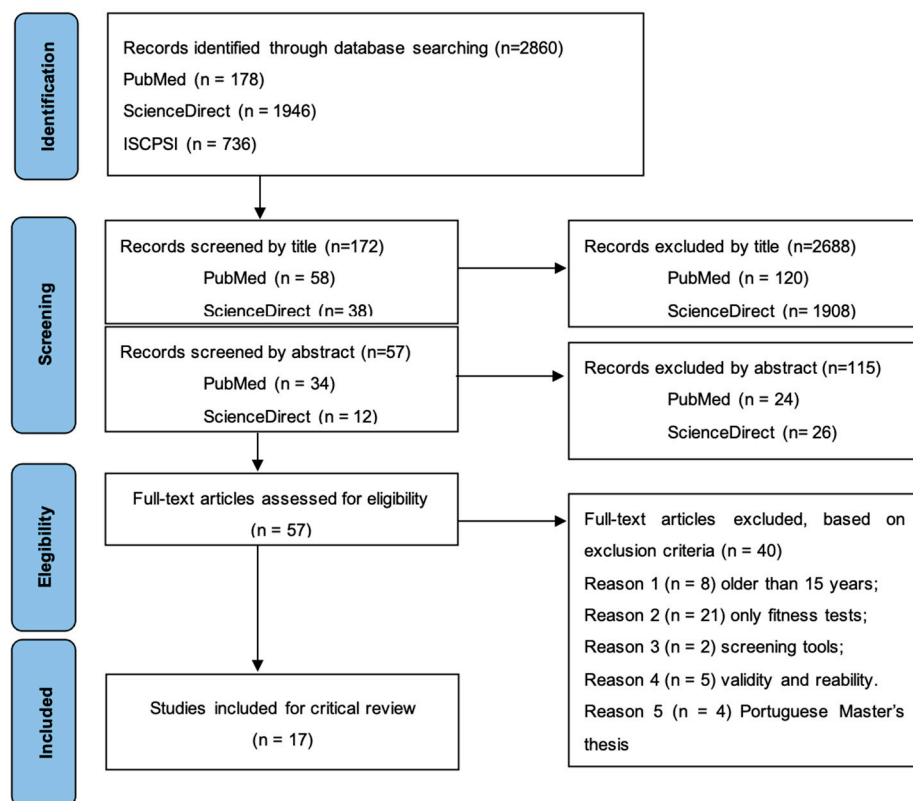 Identification
Records identified through database searching (n=2860)
PubMed (n = 178)
ScienceDirect (n = 1946)
ISCPSI (n = 736)
Screening
Records screened by title (n=172)
PubMed (n = 58)
ScienceDirect (n= 38)
Records excluded by title (n=2688)
PubMed (n = 120)
ScienceDirect (n= 1908)
Records screened by abstract (n=57)
PubMed (n = 34)
ScienceDirect (n = 12)
Records excluded by abstract (n=115)
PubMed (n = 24)
ScienceDirect (n= 26)
Elegibility
Full-text articles assessed for eligibility
(n = 57)
Full-text articles excluded, based on
exclusion criteria (n = 40)
Reason 1 (n = 8) older than 15 years;
Reason 2 (n = 21) only fitness tests;
Reason 3 (n = 2) screening tools;
Reason 4 (n = 5) validity and reability.
Reason 5 (n = 4) Portuguese Master's
thesis
Included
Studies included for critical review
(n = 17)